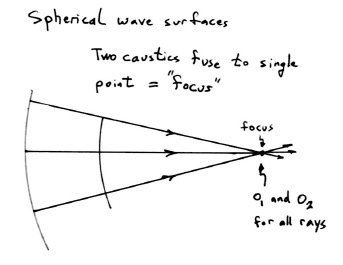 Spherical wave surfaces
Two caustics fuse to single
point = "focus"
focus
O₁ and O₂
for all rays